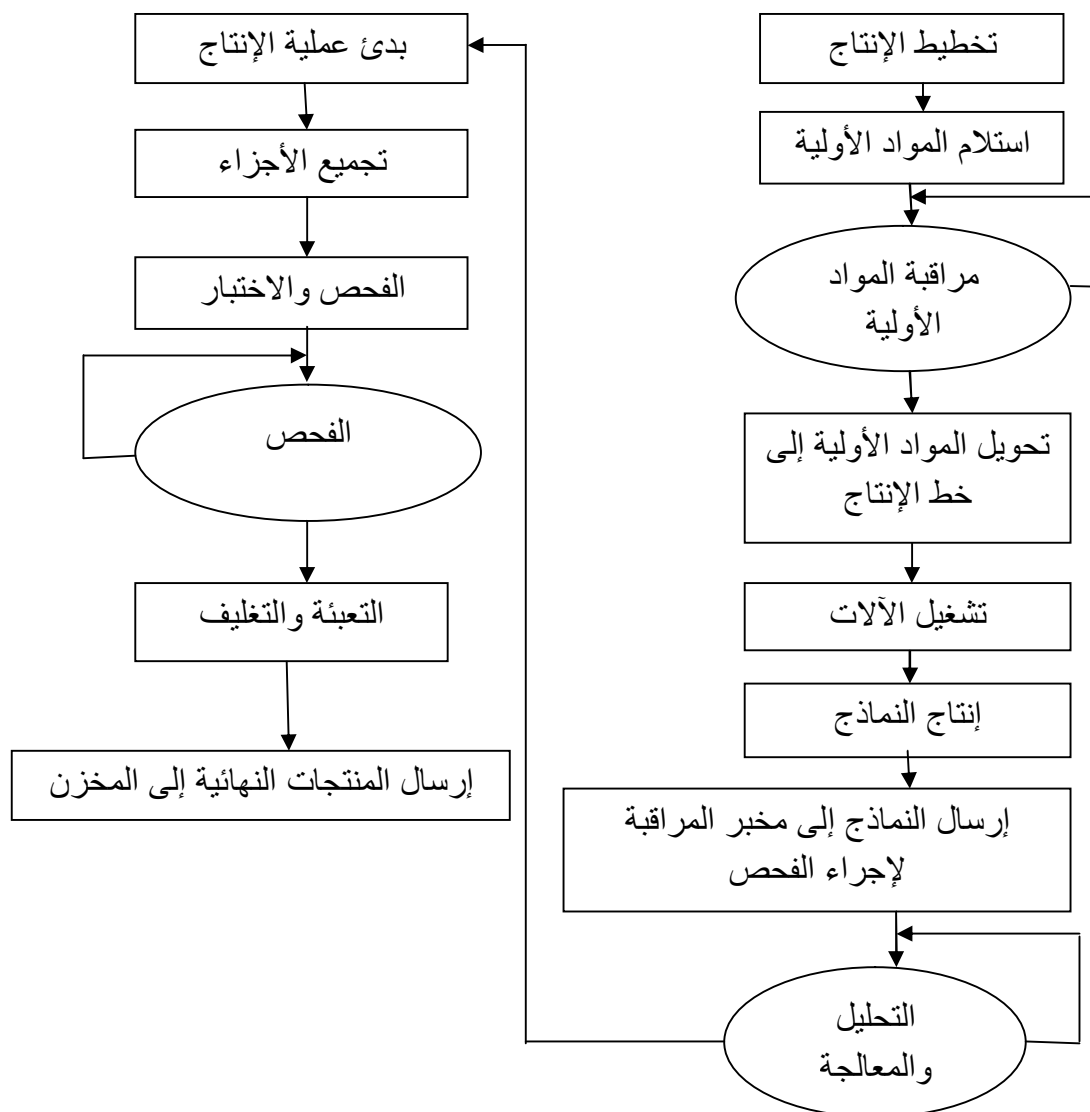 تخطيط الإنتاج
استلام المواد الأولية
مراقبة المواد
الأولية
تحويل المواد الأولية إلى
خط الإنتاج
تشغيل الآلات
إنتاج النماذج
إرسال النماذج إلى مخبر المراقبة
لإجراء الفحص
التحليل
والمعالجة
بدئ عملية الإنتاج
تجميع الأجزاء
الفحص والاختبار
الفحص
التعبئة والتغليف
إرسال المنتجات النهائية إلى المخزن